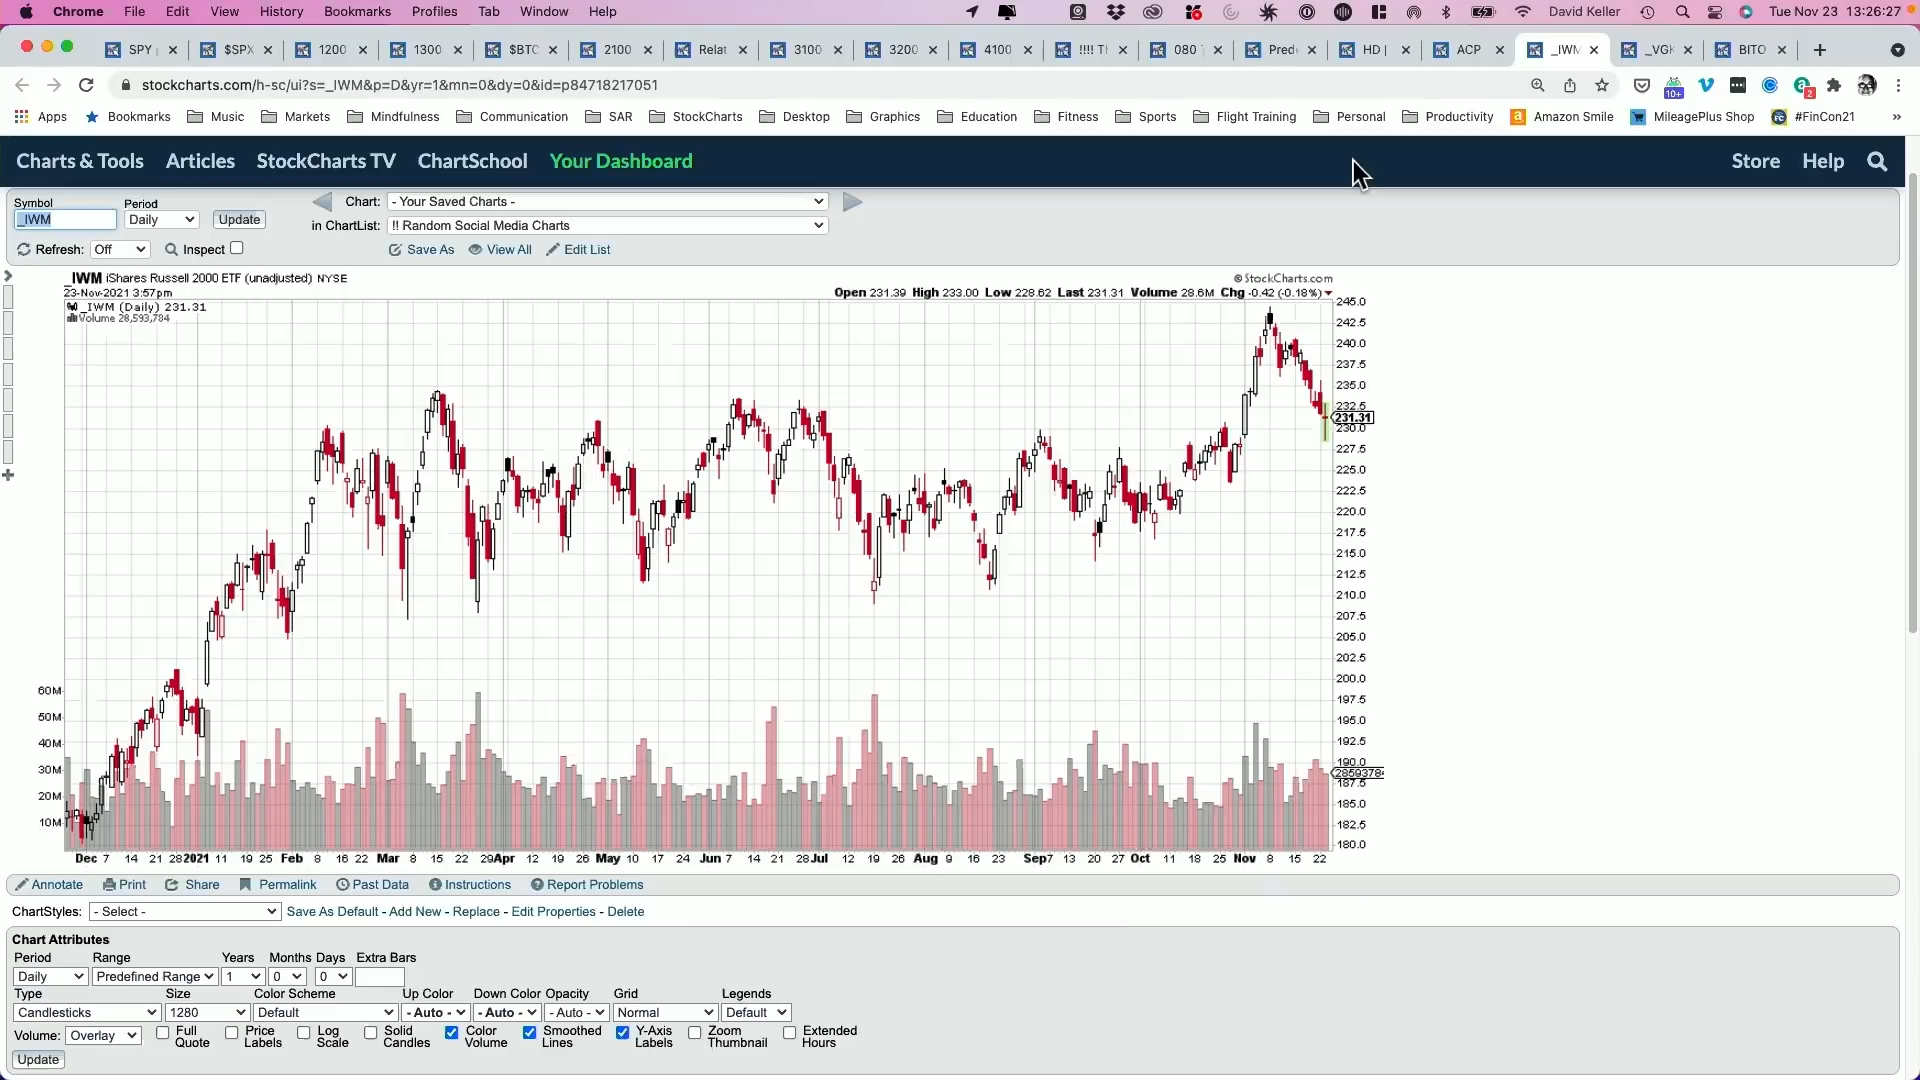 Chrome File Edit View History Bookmarks Profiles Tab Window Help David Keller Tue Nov 23 13:26:27
SPY $SPX 1200 1300 $BTC 2100 Relat 3100 3200 4100 !!!! Tl 080 Pred HD | ACP _IWM _VGK BITO
stockcharts.com/h-sc/ui?s=_IWM&p=D&yr=1&mn=0&dy=0&id=p84718217051 10+ 2
Apps Bookmarks Music Markets Mindfulness Communication SAR StockCharts Desktop Graphics Education Fitness Sports Flight Training Personal Productivity Amazon Smile MileagePlus Shop #FinCon21 »
Charts & Tools Articles StockCharts TV ChartSchool Your Dashboard Store Help
Symbol Period Chart: - Your Saved Charts -
_IWM Daily Update
in ChartList: !! Random Social Media Charts
Refresh: Off Inspect Save As View All Edit List
_IWM iShares Russell 2000 ETF (unadjusted) NYSE ©StockCharts.com
23-Nov-2021 3:57pm Open 231.39 High 233.00 Low 228.62 Last 231.31 Volume 28.6M Chg -0.42 (-0.18%)
_IWM (Daily) 231.31
Volume 28,593,784
245.0
242.5
240.0
237.5
235.0
232.5
231.31
230.0
227.5
225.0
222.5
220.0
217.5
215.0
212.5
210.0
207.5
205.0
202.5
200.0
197.5
195.0
192.5
190.0
28593784
187.5
185.0
182.5
180.0
60M
50M
40M
30M
20M
10M
Dec 7 14 21 28 2021 11 19 25 Feb 8 16 22 Mar 8 15 22 29 Apr 12 19 26 May 10 17 24 Jun 7 14 21 28 Jul 12 19 26 Aug 9 16 23 Sep 7 13 20 27 Oct 11 18 25 Nov 8 15 22
Annotate Print Share Permalink Past Data Instructions Report Problems
ChartStyles: - Select - Save As Default - Add New - Replace - Edit Properties - Delete
Chart Attributes
Period Range Years Months Days Extra Bars
Daily Predefined Range 1 0 0
Type Size Color Scheme Up Color Down Color Opacity Grid Legends
Candlesticks 1280 Default - Auto - - Auto - - Auto - Normal Default
Volume: Overlay Full Quote Price Labels Log Scale Solid Candles Color Volume Smoothed Lines Y-Axis Labels Zoom Thumbnail Extended Hours
Update